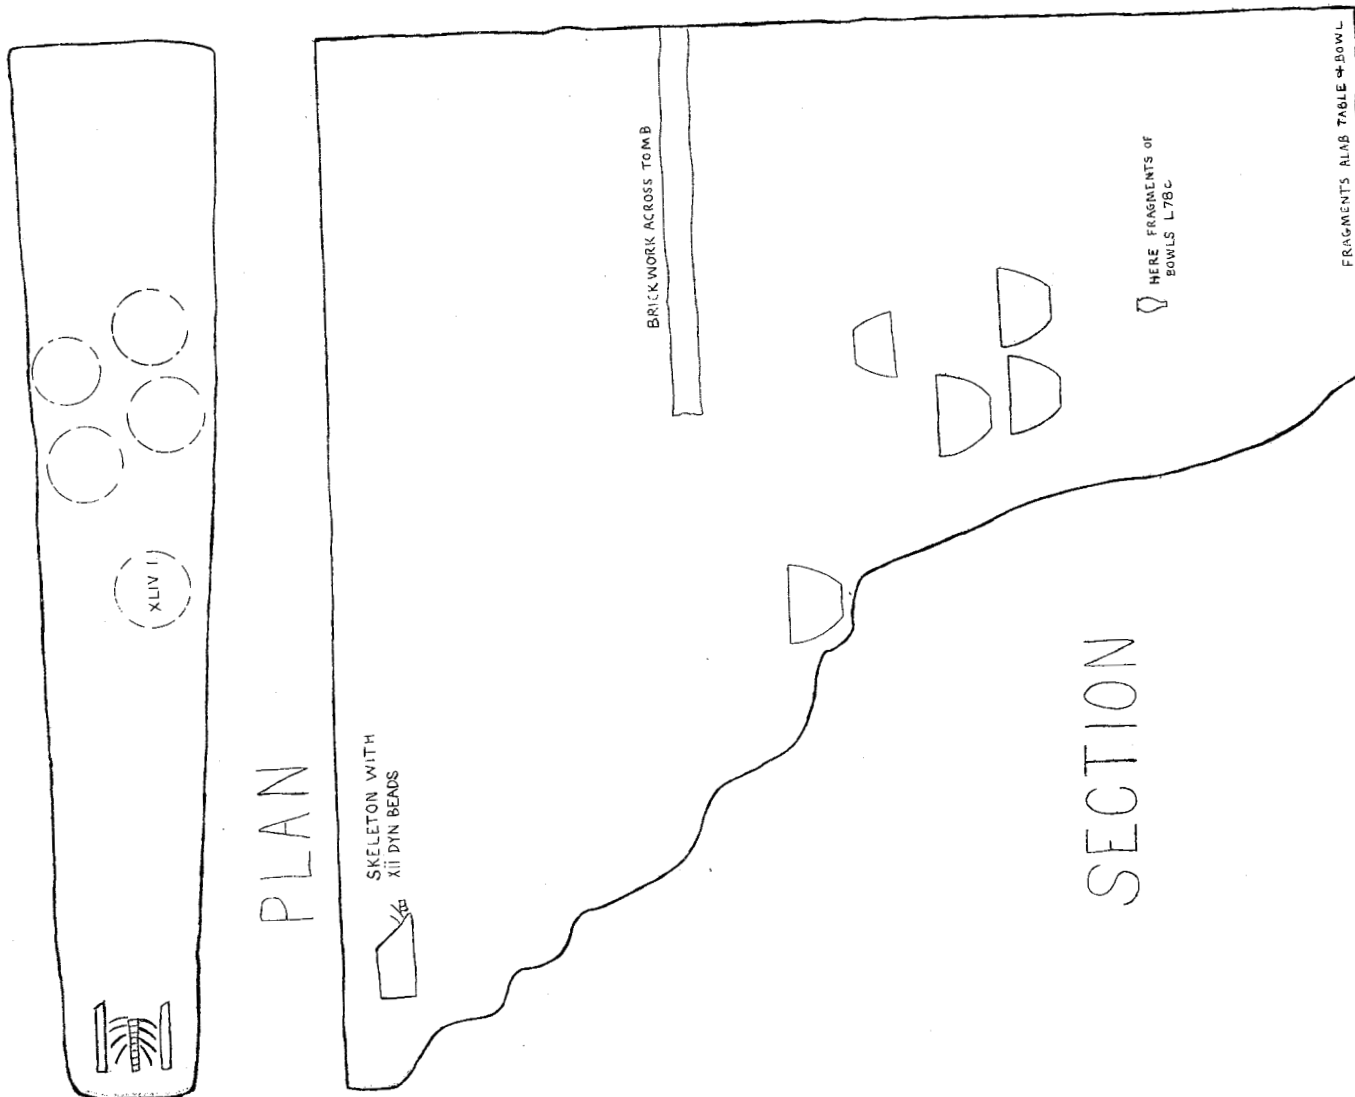 XLIV 1
PLAN
SKELETON WITH
Xii DYN BEADS
BRICKWORK ACROSS TOMB
HERE FRAGMENTS OF
BOWLS L.78c
FRAGMENTS ALAB TABLE & BOWL
SECTION